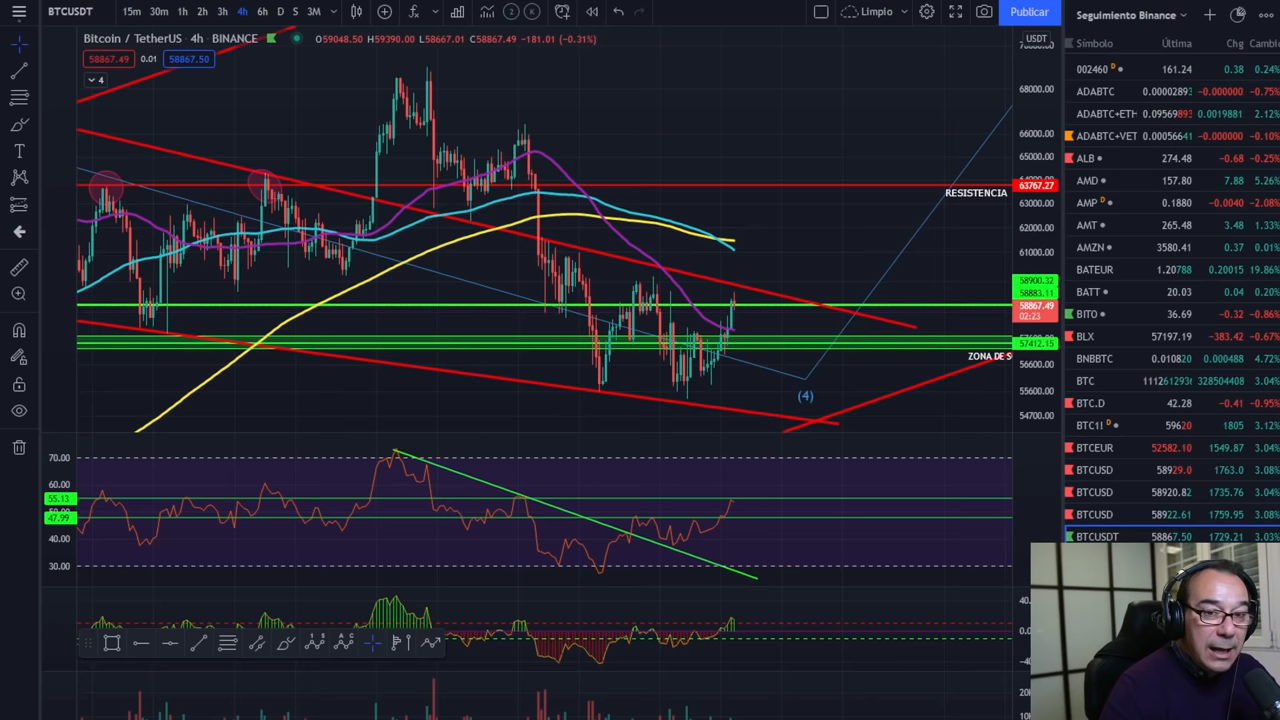 BTCUSDT 15m 30m 1h 2h 3h 4h 6h D S 3M Limpio Publicar
Bitcoin / TetherUS · 4h · BINANCE O59048.50 H59390.00 L58667.01 C58867.49 -181.01 (-0.31%)
58867.49 0.01 58867.50
4
USDT
68000.00
66000.00
65000.00
63767.27
RESISTENCIA
63000.00
62000.00
61000.00
58900.32
58883.11
58867.49
02:23
57412.15
ZONA DE S
56600.00
55600.00
54700.00
(4)
70.00
60.00
55.13
47.99
40.00
30.00
Seguimiento Binance
Símbolo Última Chg Cambio
002460 D 161.24 0.38 0.24%
ADABTC 0.00002893 -0.000000 -0.75%
ADABTC+ETH 0.09569893 0.0019881 2.12%
ADABTC+VET 0.00056641 -0.000000 -0.10%
ALB 274.48 -0.68 -0.25%
AMD 157.80 7.88 5.26%
AMP D 0.1880 -0.0040 -2.08%
AMT 265.48 3.48 1.33%
AMZN 3580.41 0.37 0.01%
BATEUR 1.20788 0.20015 19.86%
BATT 20.03 0.04 0.20%
BITO 36.69 -0.32 -0.86%
BLX 57197.19 -383.42 -0.67%
BNBBTC 0.010820 0.000488 4.72%
BTC 1112612936 328504408 3.04%
BTC.D 42.28 -0.41 -0.95%
BTC1! D 59620 1805 3.12%
BTCEUR 52582.10 1549.87 3.04%
BTCUSD 58929.0 1763.0 3.08%
BTCUSD 58920.82 1735.76 3.04%
BTCUSD 58922.61 1759.95 3.08%
BTCUSDT 58867.50 1729.21 3.03%